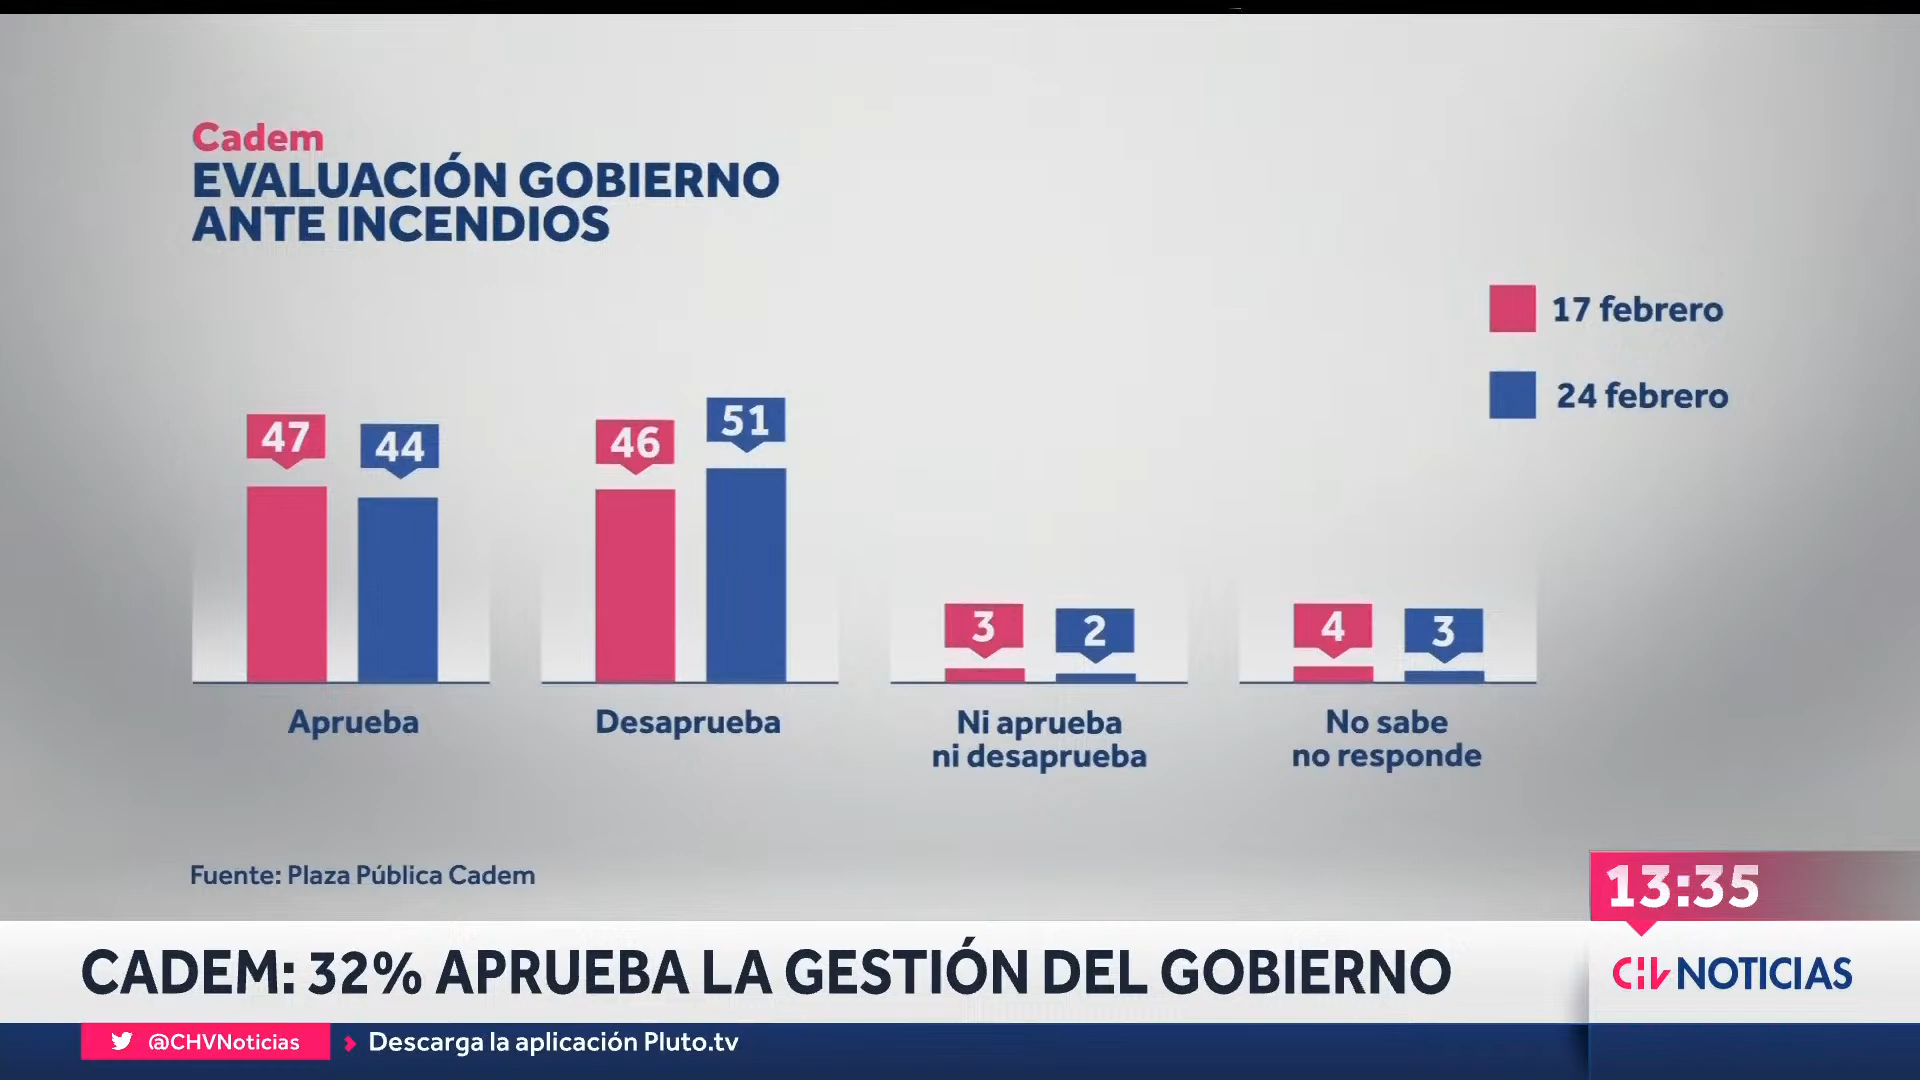 Cadem
EVALUACIÓN GOBIERNO
ANTE INCENDIOS
17 febrero
24 febrero
47
44
46
51
3
2
4
3
Aprueba
Desaprueba
Ni aprueba
ni desaprueba
No sabe
no responde
Fuente: Plaza Pública Cadem
13:35
CADEM: 32% APRUEBA LA GESTIÓN DEL GOBIERNO
CHV NOTICIAS
@CHVNoticias
Descarga la aplicación Pluto.tv